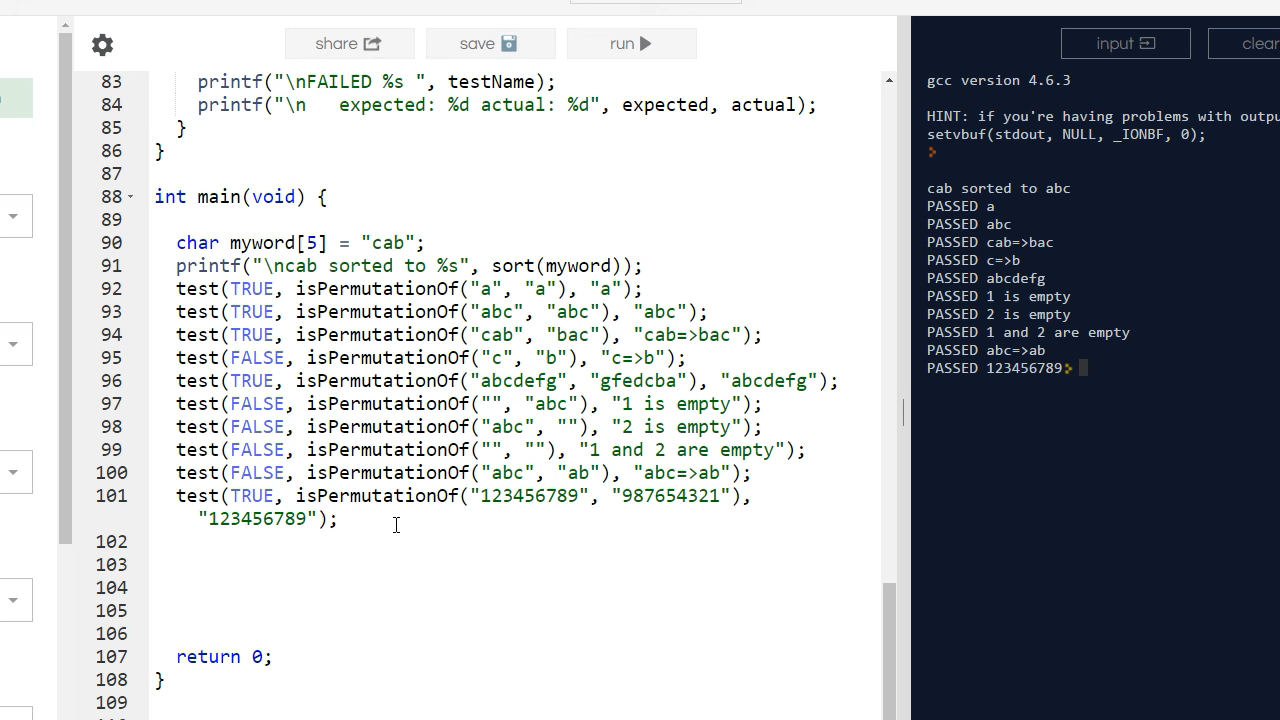 share
save
run
input
clear
83 printf("\nFAILED %s ", testName);
84 printf("\n   expected: %d actual: %d", expected, actual);
85 }
86 }
87
88 int main(void) {
89
90 char myword[5] = "cab";
91 printf("\ncab sorted to %s", sort(myword));
92 test(TRUE, isPermutationOf("a", "a"), "a");
93 test(TRUE, isPermutationOf("abc", "abc"), "abc");
94 test(TRUE, isPermutationOf("cab", "bac"), "cab=>bac");
95 test(FALSE, isPermutationOf("c", "b"), "c=>b");
96 test(TRUE, isPermutationOf("abcdefg", "gfedcba"), "abcdefg");
97 test(FALSE, isPermutationOf("", "abc"), "1 is empty");
98 test(FALSE, isPermutationOf("abc", ""), "2 is empty");
99 test(FALSE, isPermutationOf("", ""), "1 and 2 are empty");
100 test(FALSE, isPermutationOf("abc", "ab"), "abc=>ab");
101 test(TRUE, isPermutationOf("123456789", "987654321"),
"123456789");
102
103
104
105
106
107 return 0;
108 }
109
gcc version 4.6.3
HINT: if you're having problems with outpu
setvbuf(stdout, NULL, _IONBF, 0);
cab sorted to abc
PASSED a
PASSED abc
PASSED cab=>bac
PASSED c=>b
PASSED abcdefg
PASSED 1 is empty
PASSED 2 is empty
PASSED 1 and 2 are empty
PASSED abc=>ab
PASSED 123456789